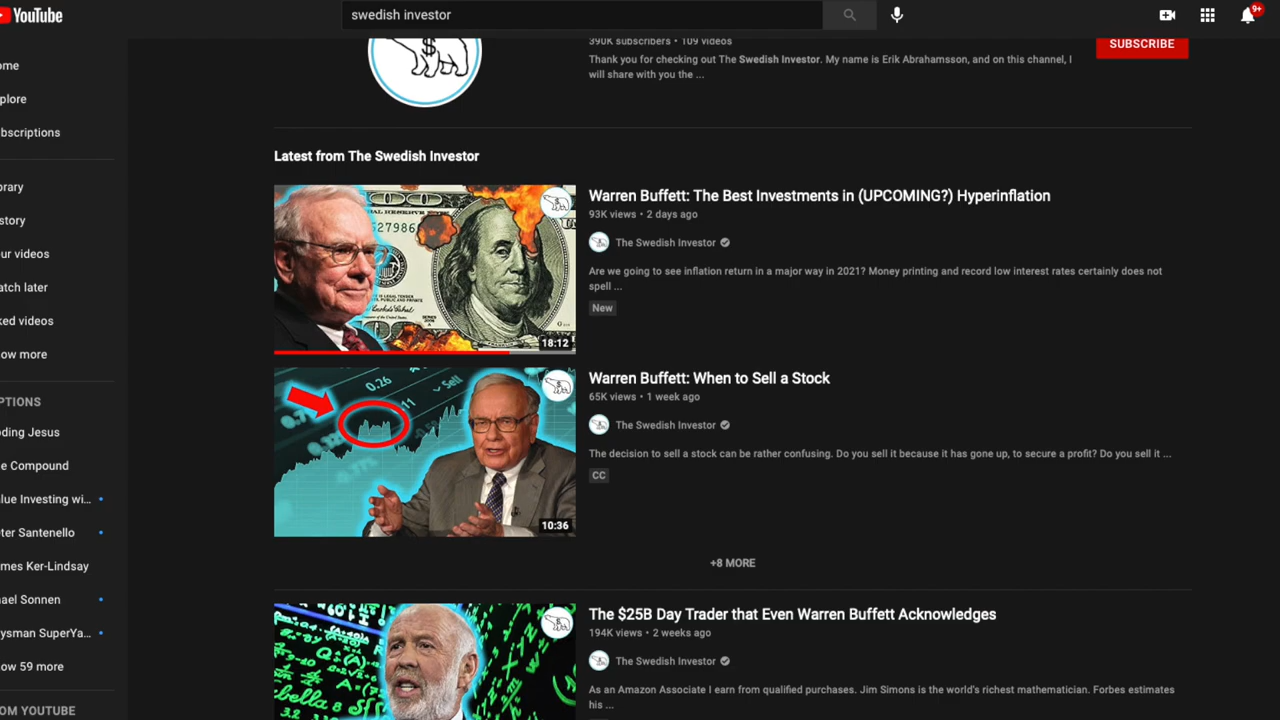 YouTube
swedish investor
9+
390K subscribers • 109 videos
SUBSCRIBE
Thank you for checking out The Swedish Investor. My name is Erik Abrahamsson, and on this channel, I
will share with you the ...
ome
plore
bscriptions
brary
story
ur videos
atch later
ked videos
ow more
PTIONS
ding Jesus
e Compound
lue Investing wi...
ter Santenello
mes Ker-Lindsay
ael Sonnen
ysman SuperYa...
ow 59 more
OM YOUTUBE
Latest from The Swedish Investor
18:12
Warren Buffett: The Best Investments in (UPCOMING?) Hyperinflation
93K views • 2 days ago
The Swedish Investor
Are we going to see inflation return in a major way in 2021? Money printing and record low interest rates certainly does not
spell ...
New
0.26
Sell
10:36
Warren Buffett: When to Sell a Stock
65K views • 1 week ago
The Swedish Investor
The decision to sell a stock can be rather confusing. Do you sell it because it has gone up, to secure a profit? Do you sell it ...
CC
+8 MORE
The $25B Day Trader that Even Warren Buffett Acknowledges
194K views • 2 weeks ago
The Swedish Investor
As an Amazon Associate I earn from qualified purchases. Jim Simons is the world's richest mathematician. Forbes estimates
his ...